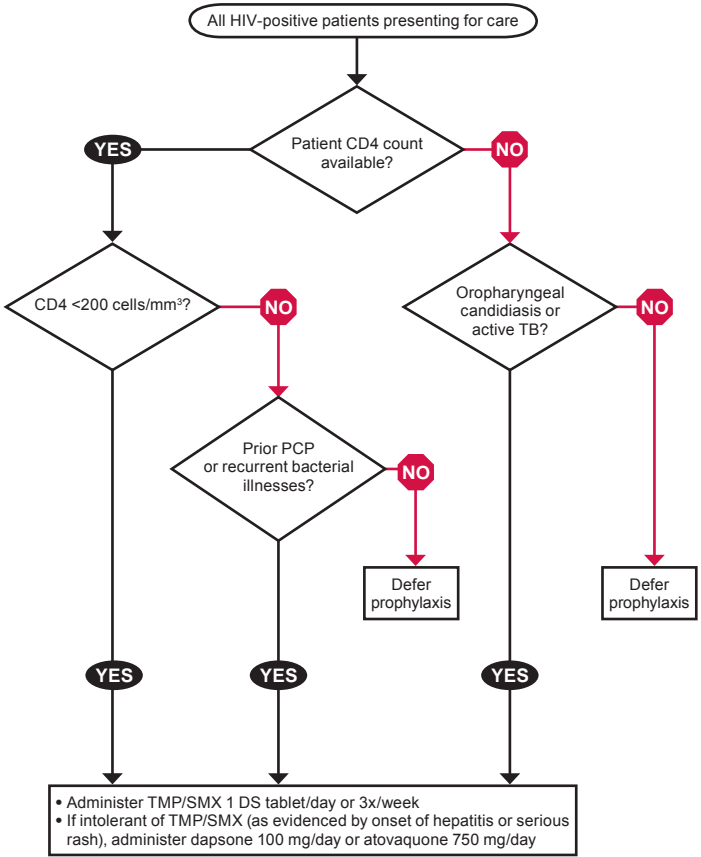 All HIV-positive patients presenting for care
Patient CD4 count
available?
YES
NO
CD4 <200 cells/mm³?
NO
Oropharyngeal
candidiasis or
active TB?
NO
Prior PCP
or recurrent bacterial
illnesses?
NO
Defer
prophylaxis
Defer
prophylaxis
YES
YES
YES
• Administer TMP/SMX 1 DS tablet/day or 3x/week
• If intolerant of TMP/SMX (as evidenced by onset of hepatitis or serious
rash), administer dapsone 100 mg/day or atovaquone 750 mg/day